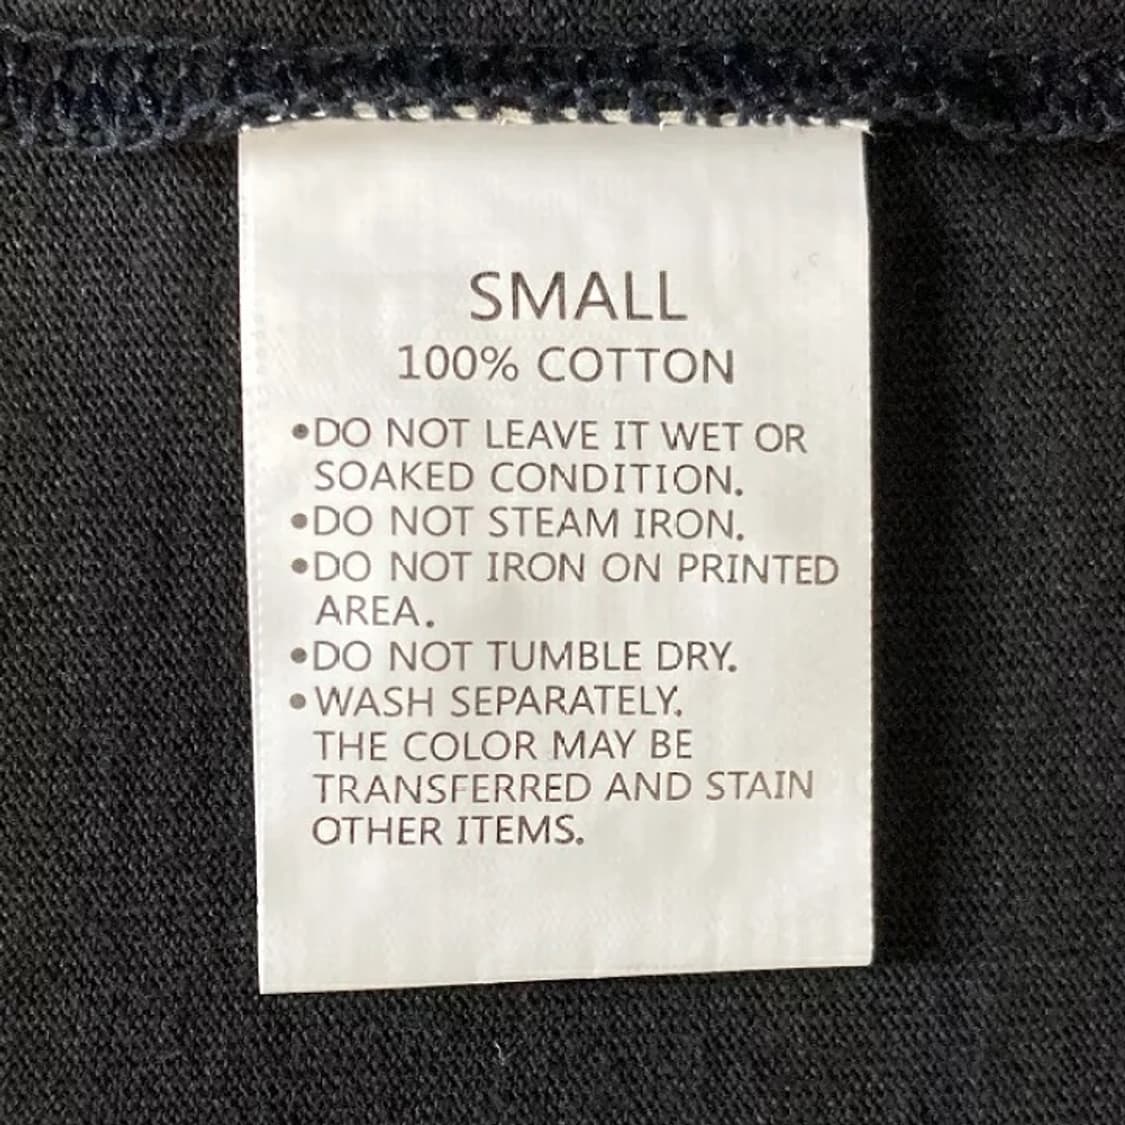 SMALL
100% COTTON
•DO NOT LEAVE IT WET OR
SOAKED CONDITION.
•DO NOT STEAM IRON.
•DO NOT IRON ON PRINTED
AREA.
•DO NOT TUMBLE DRY.
•WASH SEPARATELY.
THE COLOR MAY BE
TRANSFERRED AND STAIN
OTHER ITEMS.